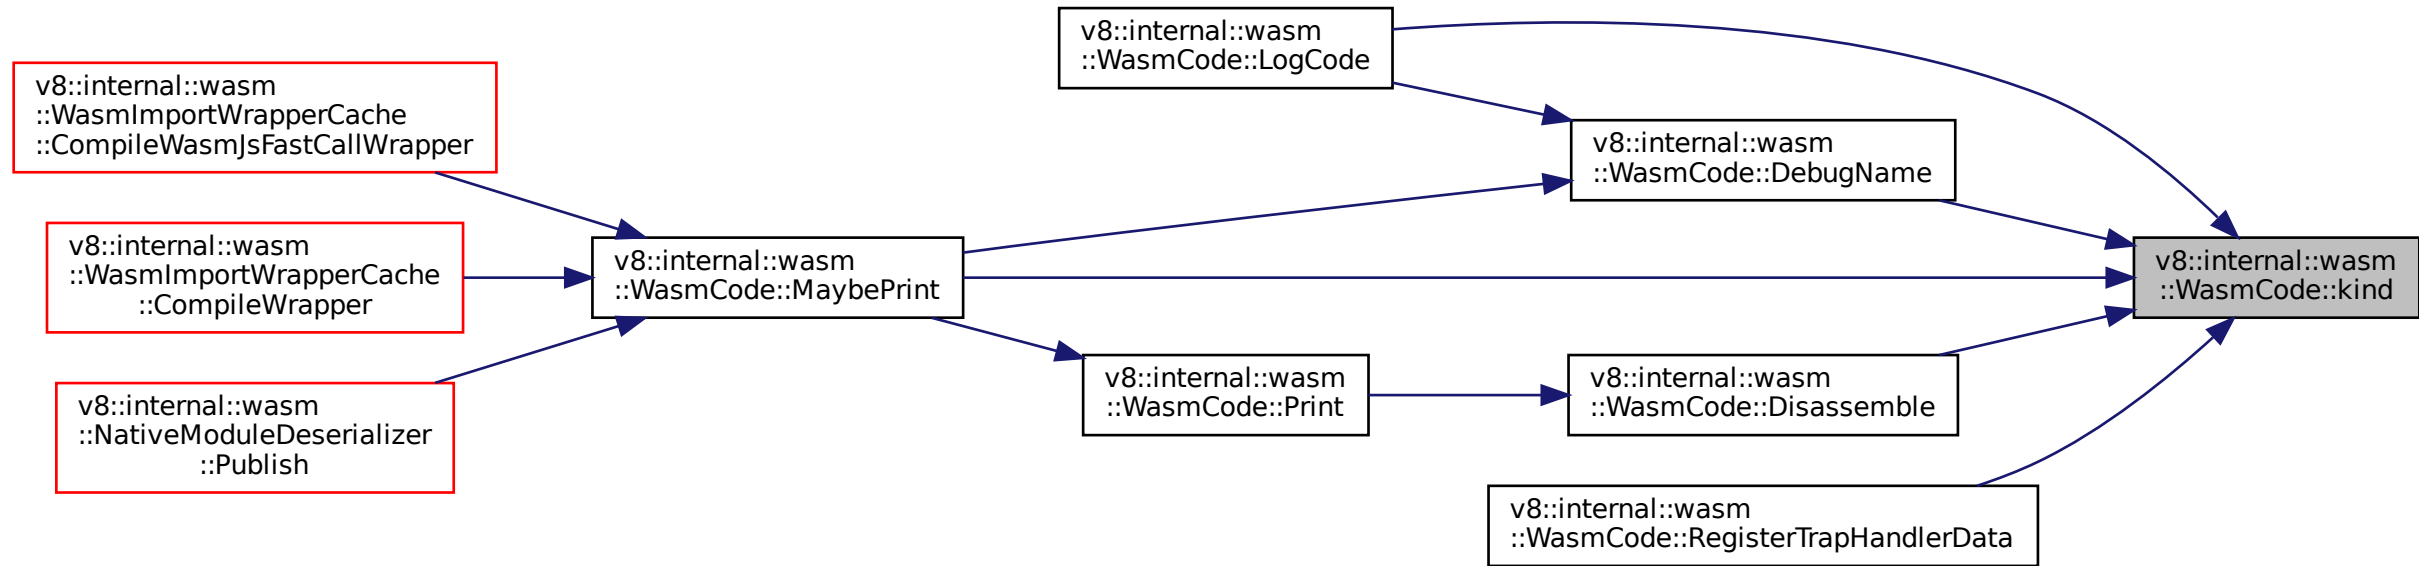 v8::internal::wasm
::WasmImportWrapperCache
::CompileWasmJsFastCallWrapper
v8::internal::wasm
::WasmImportWrapperCache
::CompileWrapper
v8::internal::wasm
::NativeModuleDeserializer
::Publish
v8::internal::wasm
::WasmCode::MaybePrint
v8::internal::wasm
::WasmCode::LogCode
v8::internal::wasm
::WasmCode::DebugName
v8::internal::wasm
::WasmCode::Print
v8::internal::wasm
::WasmCode::Disassemble
v8::internal::wasm
::WasmCode::RegisterTrapHandlerData
v8::internal::wasm
::WasmCode::kind